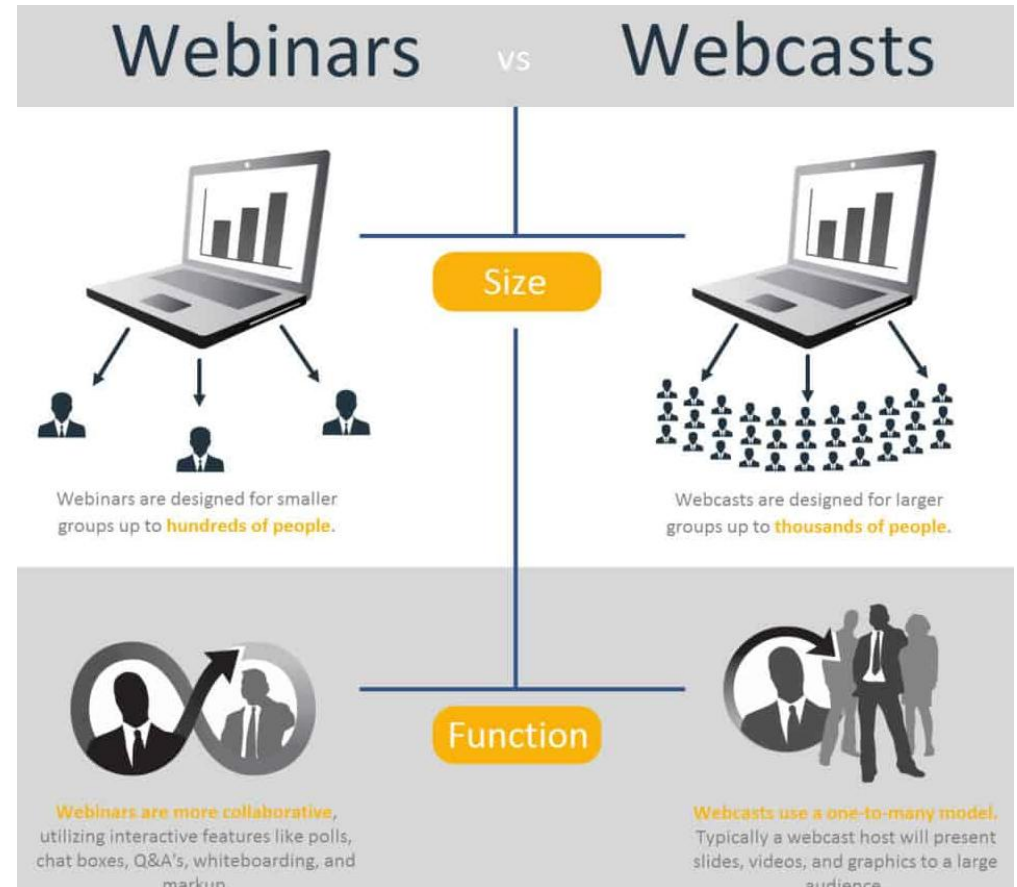 Webinars vs Webcasts
Size
Webinars are designed for smaller
groups up to hundreds of people.
Webcasts are designed for larger
groups up to thousands of people.
Function
Webinars are more collaborative,
utilizing interactive features like polls,
chat boxes, Q&A's, whiteboarding, and
markup
Webcasts use a one-to-many model.
Typically a webcast host will present
slides, videos, and graphics to a large
audience